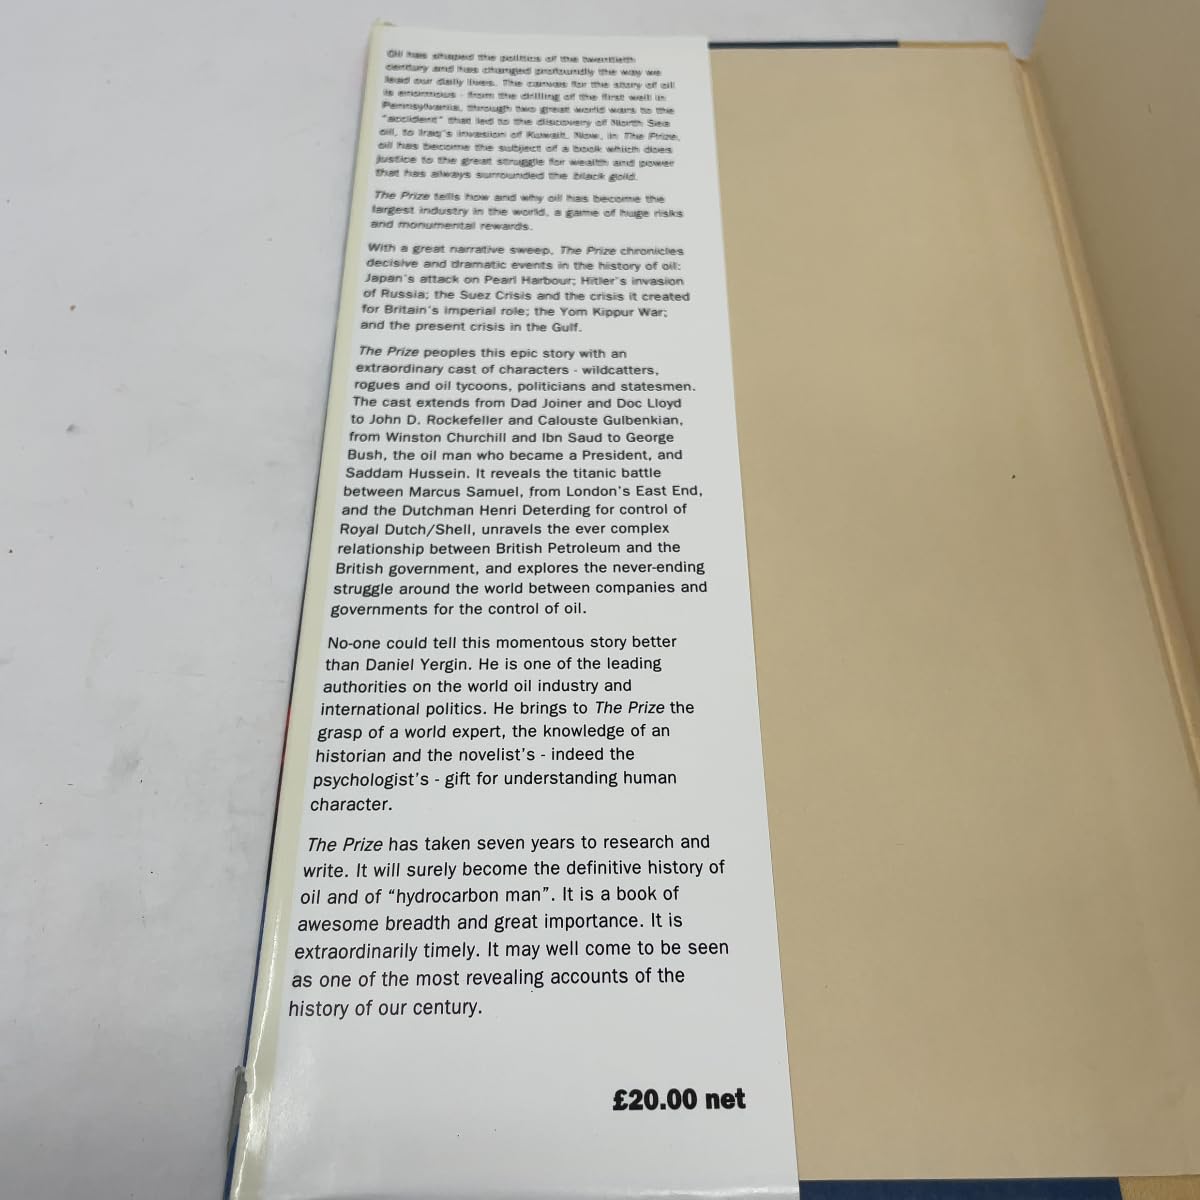 Oil has shaped the politics of the twentieth
century and has changed profoundly the way we
lead our daily lives. The canvas for the story of oil
is enormous - from the drilling of the first well in
Pennsylvania, through two great world wars to the
"accident" that led to the discovery of North Sea
oil, to Iraq's invasion of Kuwait. Now, in The Prize,
oil has become the subject of a book which does
justice to the great struggle for wealth and power
that has always surrounded the black gold.
The Prize tells how and why oil has become the
largest industry in the world, a game of huge risks
and monumental rewards.
With a great narrative sweep, The Prize chronicles
decisive and dramatic events in the history of oil:
Japan's attack on Pearl Harbour; Hitler's invasion
of Russia; the Suez Crisis and the crisis it created
for Britain's imperial role; the Yom Kippur War;
and the present crisis in the Gulf.
The Prize peoples this epic story with an
extraordinary cast of characters - wildcatters,
rogues and oil tycoons, politicians and statesmen.
The cast extends from Dad Joiner and Doc Lloyd
to John D. Rockefeller and Calouste Gulbenkian,
from Winston Churchill and Ibn Saud to George
Bush, the oil man who became a President, and
Saddam Hussein. It reveals the titanic battle
between Marcus Samuel, from London's East End,
and the Dutchman Henri Deterding for control of
Royal Dutch/Shell, unravels the ever complex
relationship between British Petroleum and the
British government, and explores the never-ending
struggle around the world between companies and
governments for the control of oil.
No-one could tell this momentous story better
than Daniel Yergin. He is one of the leading
authorities on the world oil industry and
international politics. He brings to The Prize the
grasp of a world expert, the knowledge of an
historian and the novelist's - indeed the
psychologist's - gift for understanding human
character.
The Prize has taken seven years to research and
write. It will surely become the definitive history of
oil and of “hydrocarbon man”. It is a book of
awesome breadth and great importance. It is
extraordinarily timely. It may well come to be seen
as one of the most revealing accounts of the
history of our century.
£20.00 net